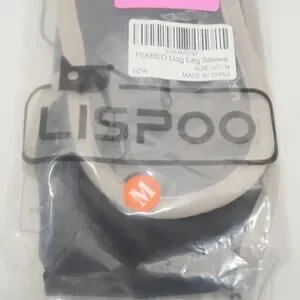 HIXBEO Dog Leg Sleeve
NEW
MADE IN CHINA
LISPOO
M